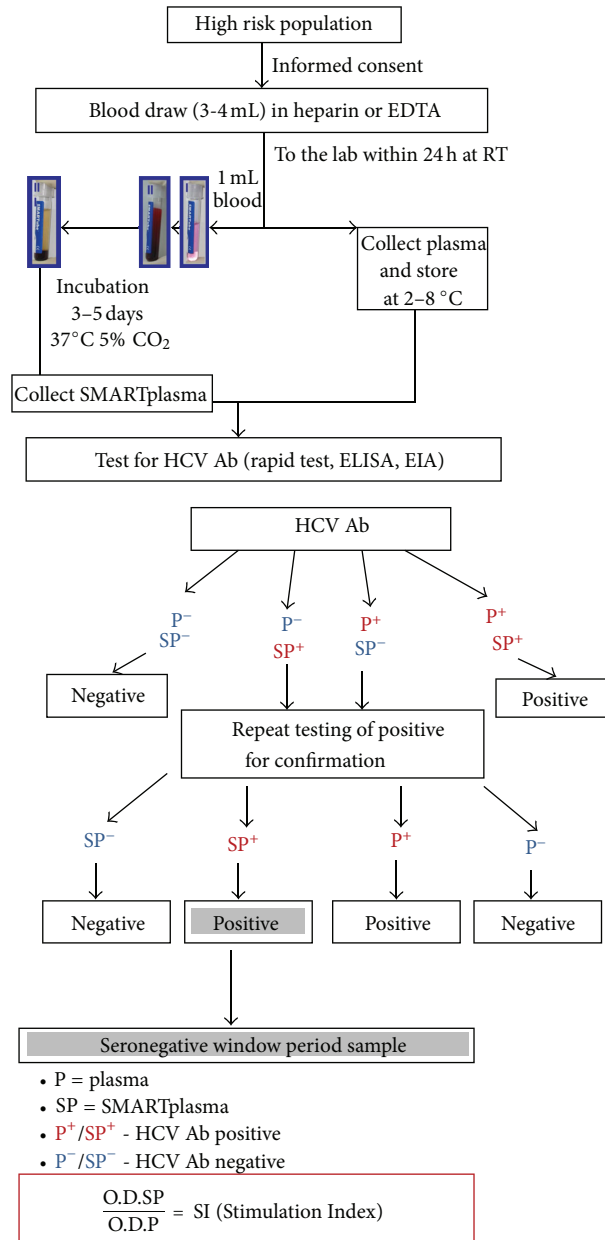 High risk population
Informed consent
Blood draw (3-4 mL) in heparin or EDTA
To the lab within 24 h at RT
1 mL
blood
Collect plasma
and store
at 2–8 °C
Incubation
3–5 days
37°C 5% CO₂
Collect SMARTplasma
Test for HCV Ab (rapid test, ELISA, EIA)
HCV Ab
P⁻
SP⁻
P⁻
SP⁺
P⁺
SP⁻
P⁺
SP⁺
Negative
Positive
Repeat testing of positive
for confirmation
SP⁻
SP⁺
P⁺
P⁻
Negative
Positive
Positive
Negative
Seronegative window period sample
• P = plasma
• SP = SMARTplasma
• P⁺/SP⁺ - HCV Ab positive
• P⁻/SP⁻ - HCV Ab negative
O.D.SP
O.D.P
= SI (Stimulation Index)